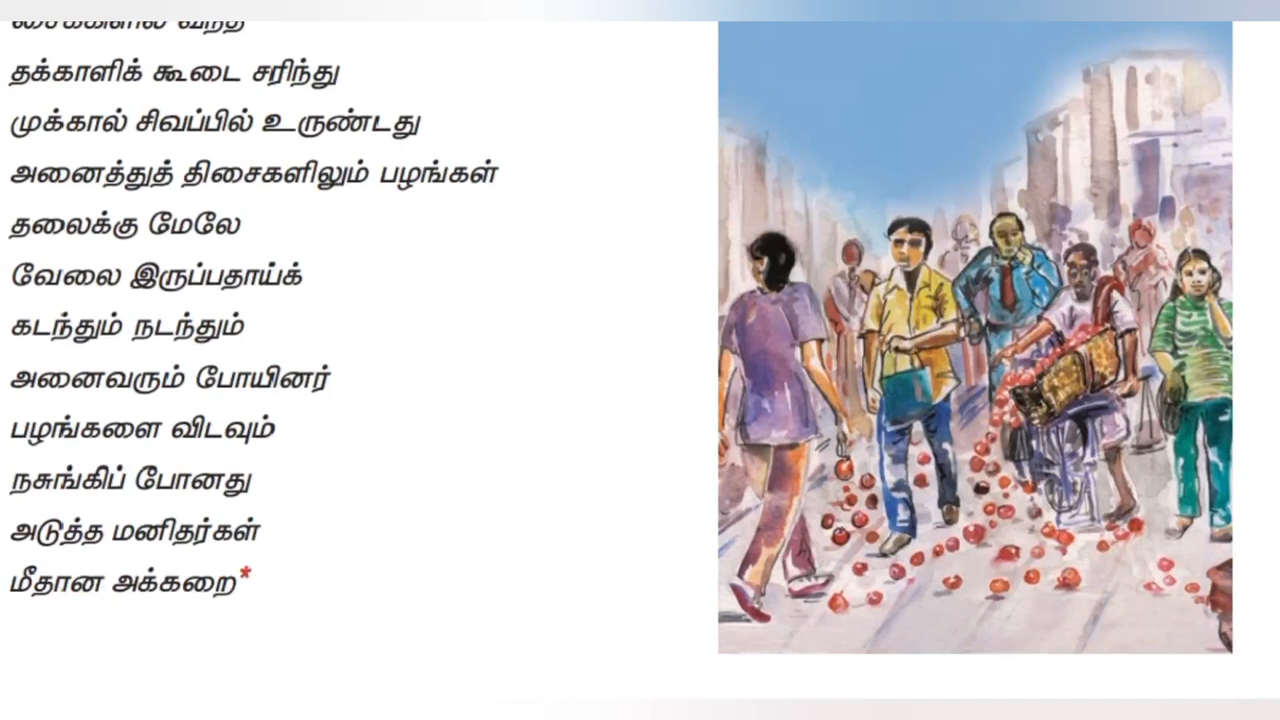 தக்காளிக் கூடை சரிந்து
முக்கால் சிவப்பில் உருண்டது
அனைத்துத் திசைகளிலும் பழங்கள்
தலைக்கு மேலே
வேலை இருப்பதாய்க்
கடந்தும் நடந்தும்
அனைவரும் போயினர்
பழங்களை விடவும்
நசுங்கிப் போனது
அடுத்த மனிதர்கள்
மீதான அக்கறை*